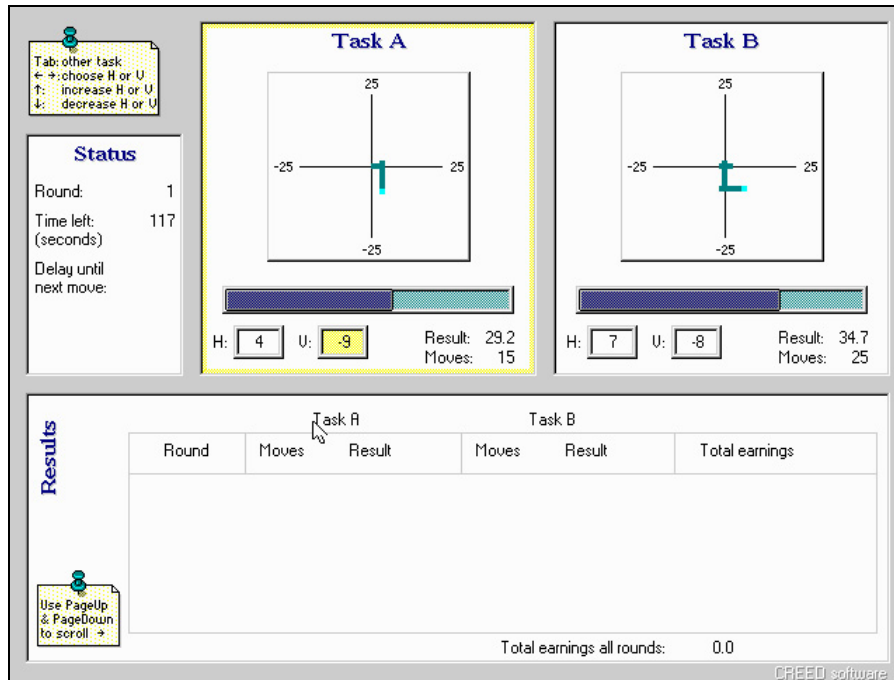 Tab: other task
← →: choose H or V
↑: increase H or V
↓: decrease H or V
Status
Round: 1
Time left: 117
(seconds)
Delay until
next move:
Task A
25
-25
25
-25
H: 4 V: -9
Result: 29.2
Moves: 15
Task B
25
-25
25
-25
H: 7 V: -8
Result: 34.7
Moves: 25
Results
Task A Task B
Round Moves Result Moves Result Total earnings
Use PageUp
& PageDown
to scroll →
Total earnings all rounds: 0.0
CREED software